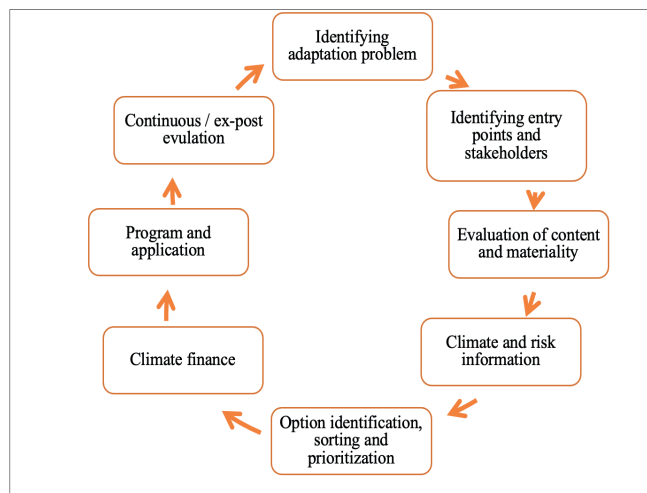 Identifying
adaptation problem
Identifying entry
points and
stakeholders
Evaluation of content
and materiality
Climate and risk
information
Option identification,
sorting and
prioritization
Climate finance
Program and
application
Continuous / ex-post
evulation